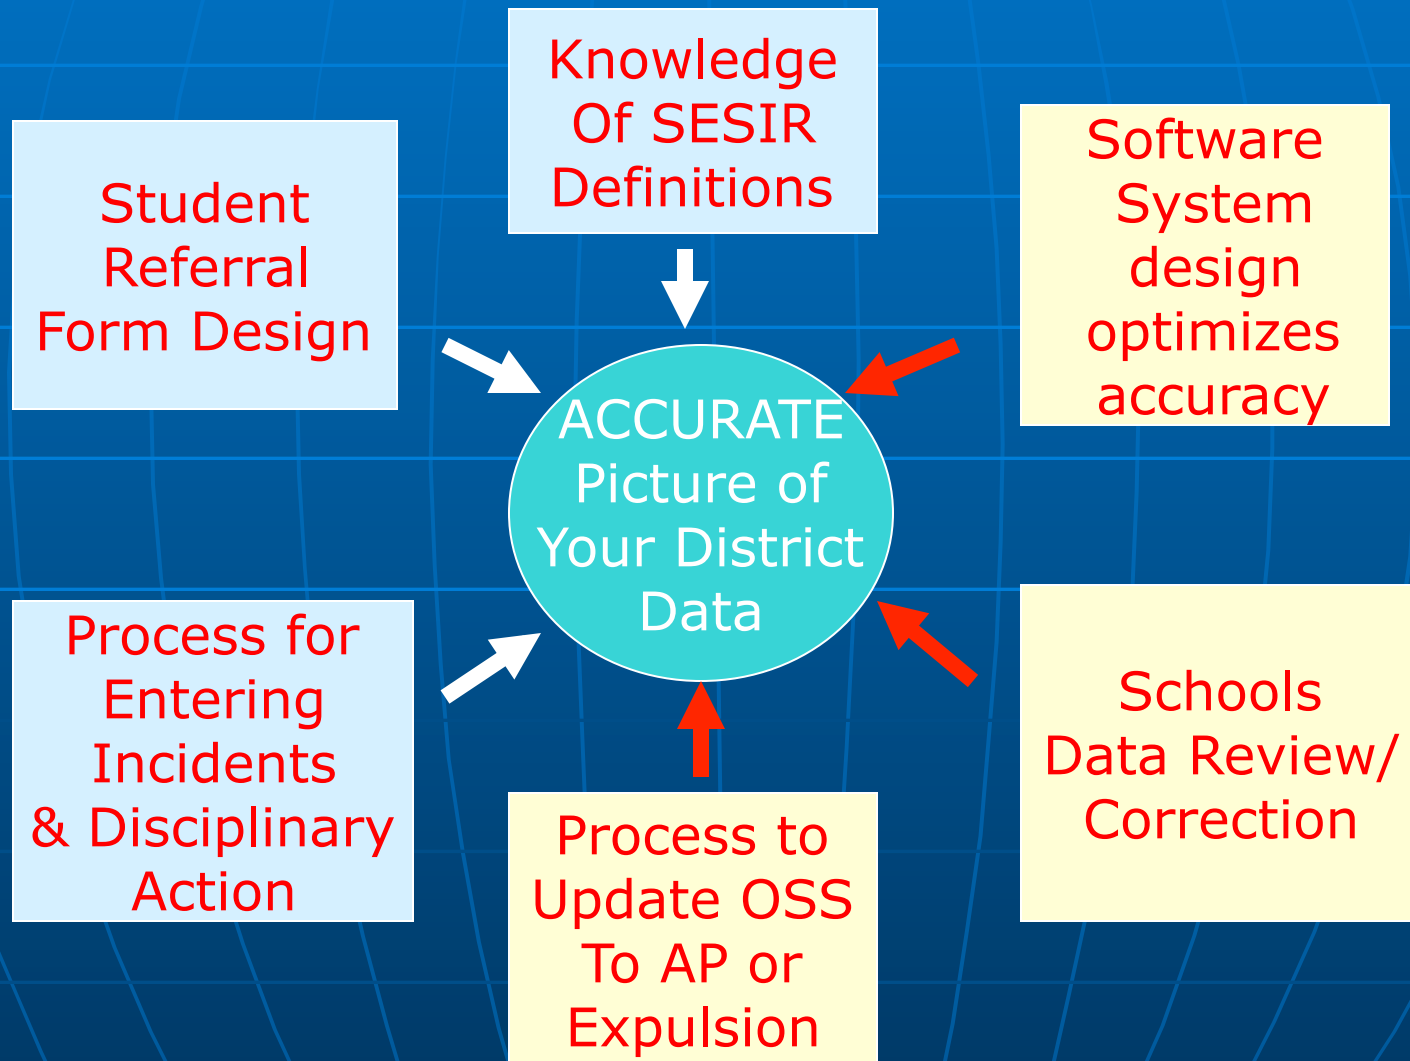 Knowledge
Of SESIR
Definitions
Student
Referral
Form Design
Software
System
design
optimizes
accuracy
ACCURATE
Picture of
Your District
Data
Process for
Entering
Incidents
& Disciplinary
Action
Schools
Data Review/
Correction
Process to
Update OSS
To AP or
Expulsion